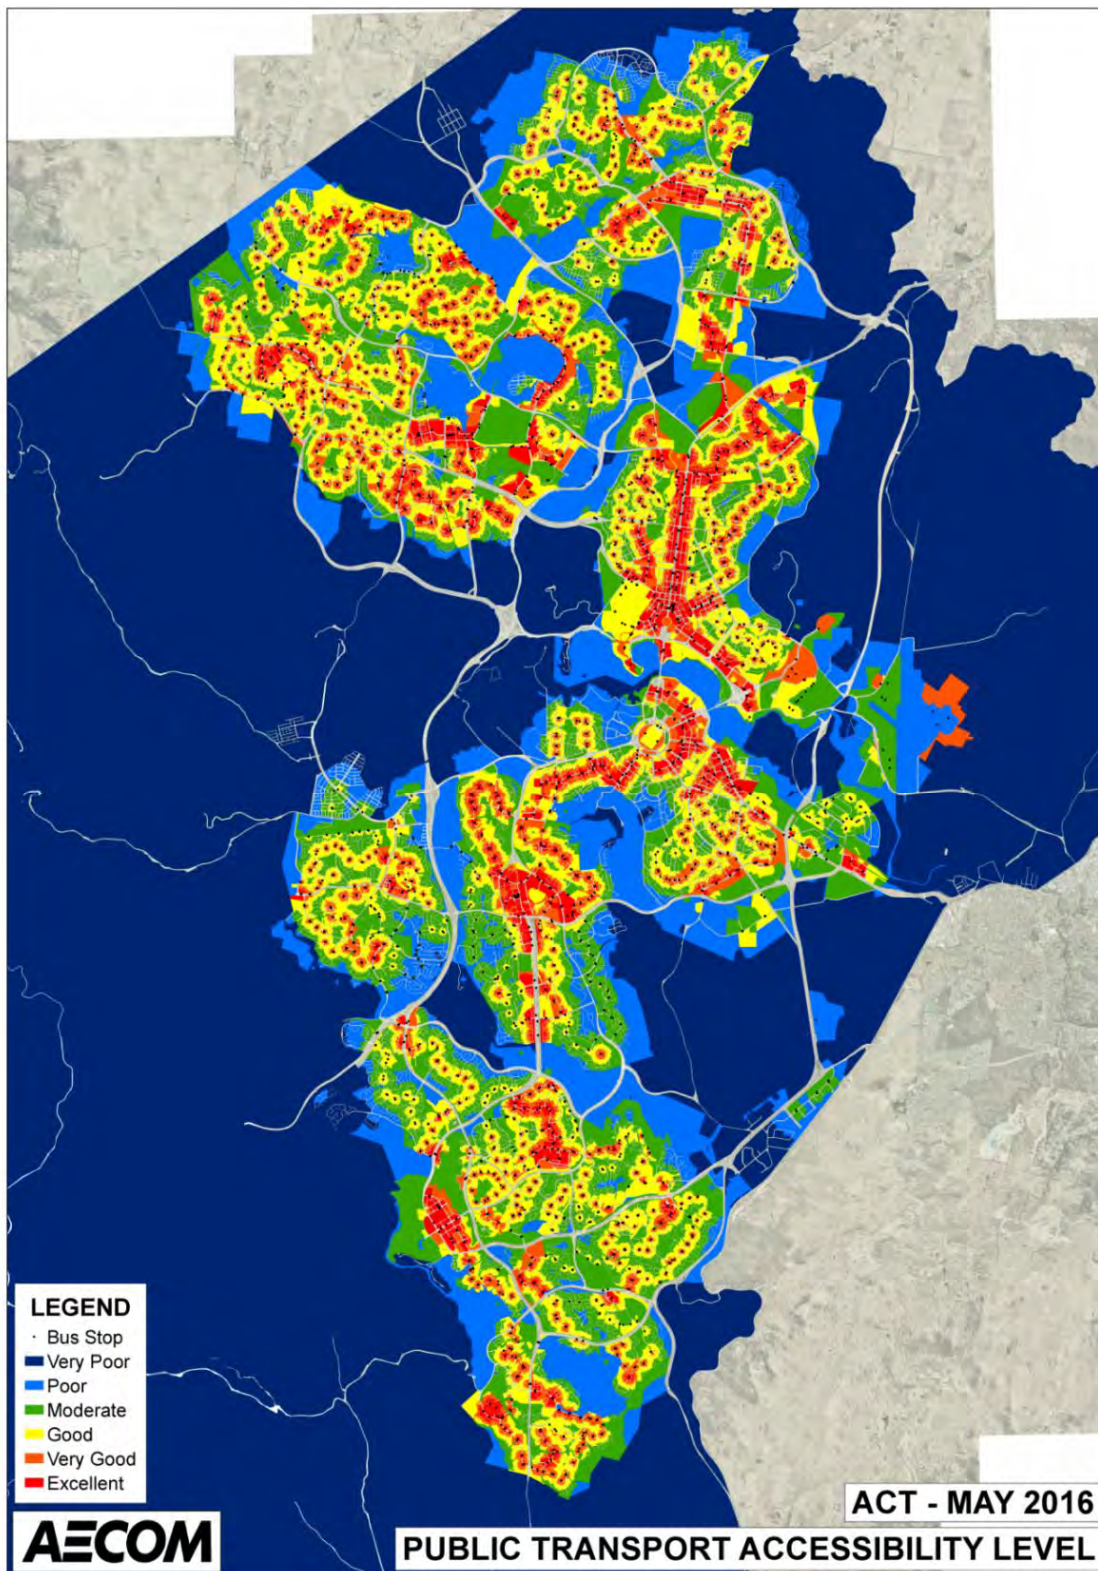 LEGEND
Bus Stop
Very Poor
Poor
Moderate
Good
Very Good
Excellent
AECOM
ACT - MAY 2016
PUBLIC TRANSPORT ACCESSIBILITY LEVEL